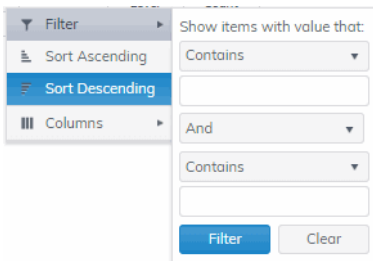 Filter
Sort Ascending
Sort Descending
Columns
Show items with value that:
Contains
And
Contains
Filter Clear